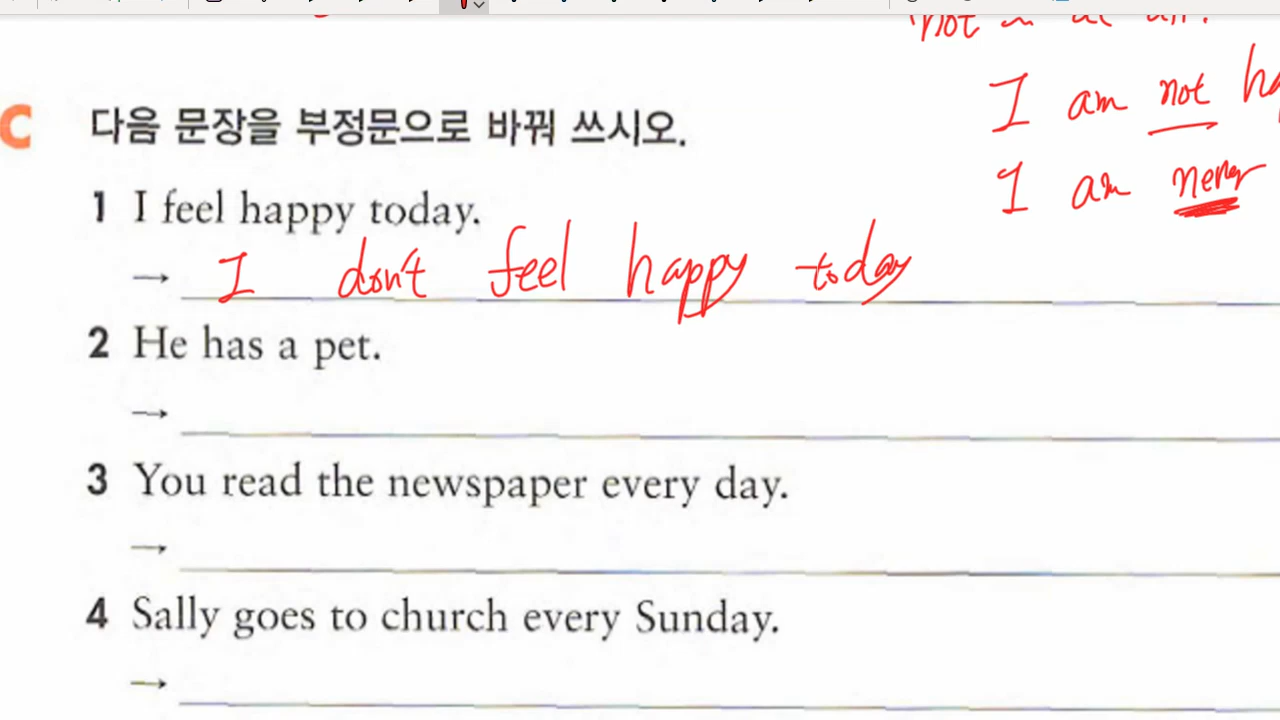 I am not
C 다음 문장을 부정문으로 바꿔 쓰시오.
I am never
1 I feel happy today.
→ I don't feel happy today
2 He has a pet.
→
3 You read the newspaper every day.
→
4 Sally goes to church every Sunday.
→